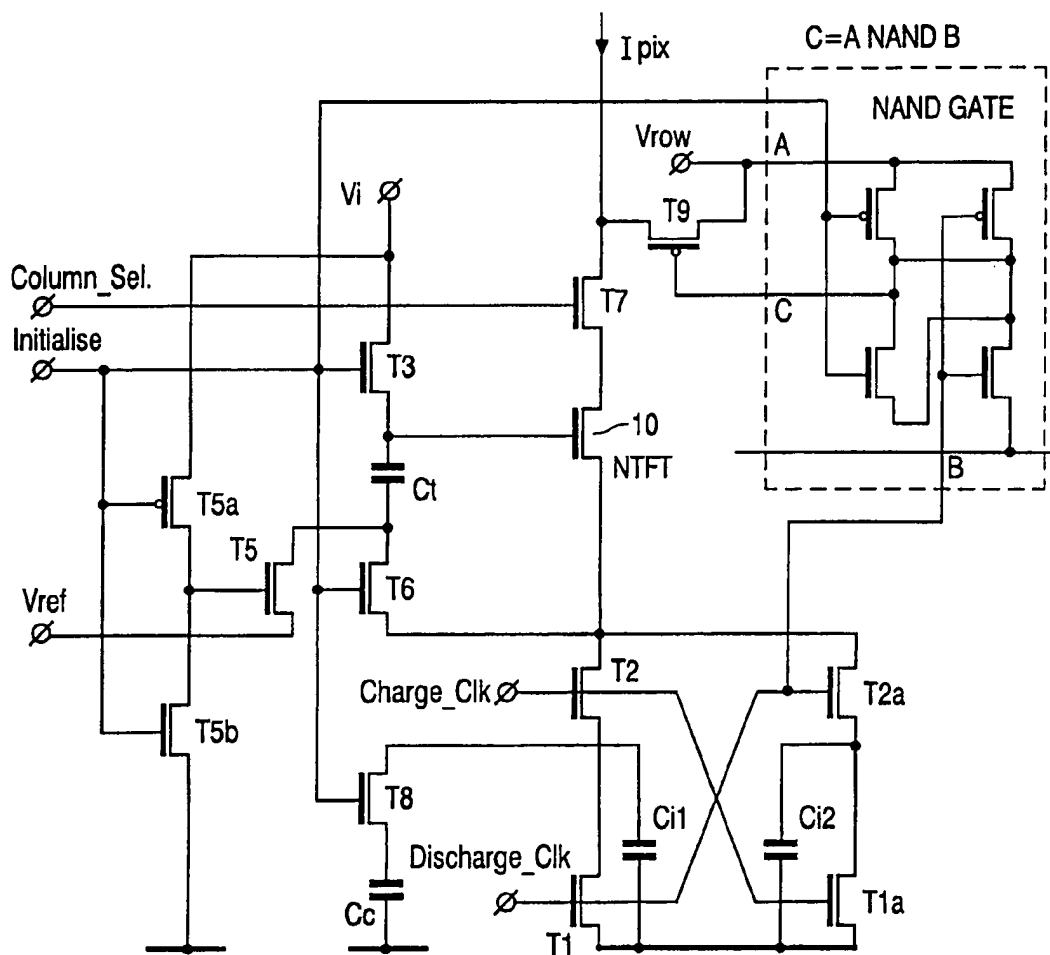 C=A NAND B
I pix
NAND GATE
Vrow
A
Vi
T9
Column_Sel.
T7
C
Initialise
T3
10
NTFT
Ct
B
T5a
T5
T6
Vref
T2
Charge_Clk
T2a
T5b
T8
Ci1
Ci2
Discharge_Clk
Cc
T1a
T1